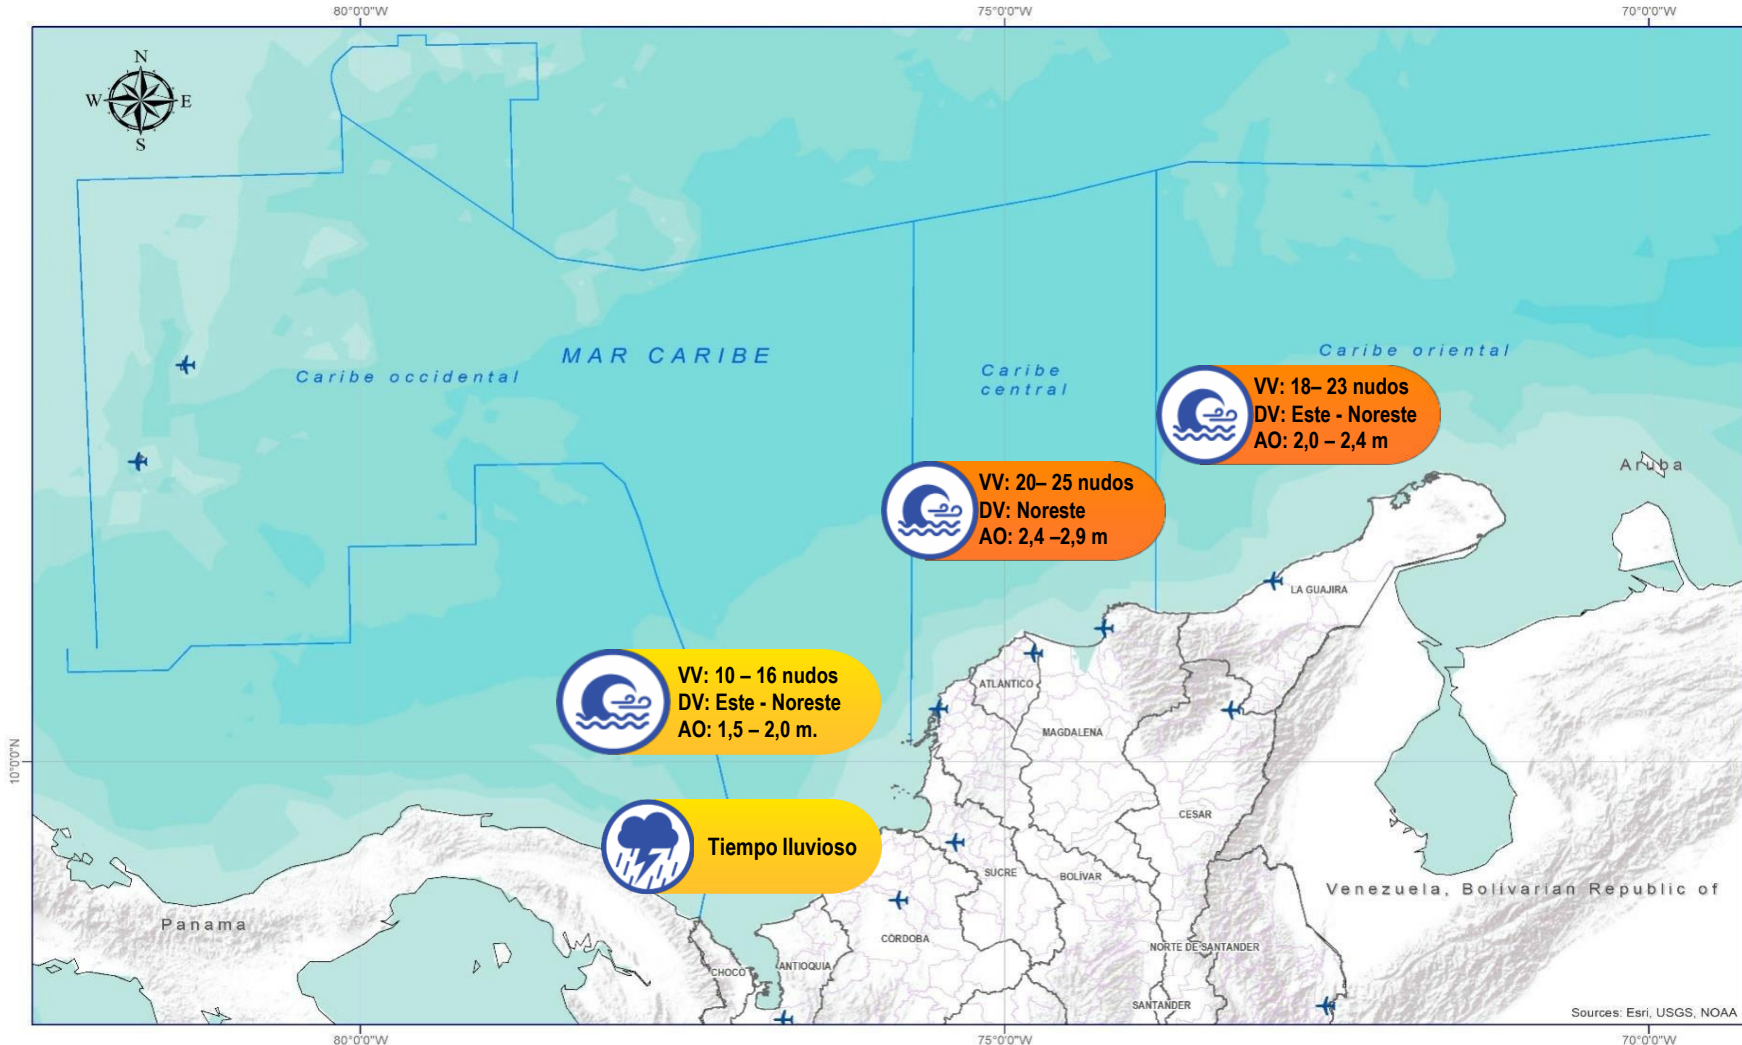 80°0'0"W
75°0'0"W
70°0'0"W
N
W
E
S
MAR CARIBE
Caribe oriental
Caribe occidental
Caribe
central
VV: 18– 23 nudos
DV: Este - Noreste
AO: 2,0 – 2,4 m
Aruba
VV: 20– 25 nudos
DV: Noreste
AO: 2,4 –2,9 m
LA GUAJIRA
VV: 10 – 16 nudos
DV: Este - Noreste
AO: 1,5 – 2,0 m.
ATLÁNTICO
MAGDALENA
10°0'0"N
CESAR
Tiempo lluvioso
SUCRE
BOLÍVAR
Venezuela, Bolivarian Republic of
Panama
CÓRDOBA
NORTE DE SANTANDER
CHOCÓ
ANTIOQUIA
SANTANDER
Sources: Esri, USGS, NOAA
80°0'0"W
75°0'0"W
70°0'0"W